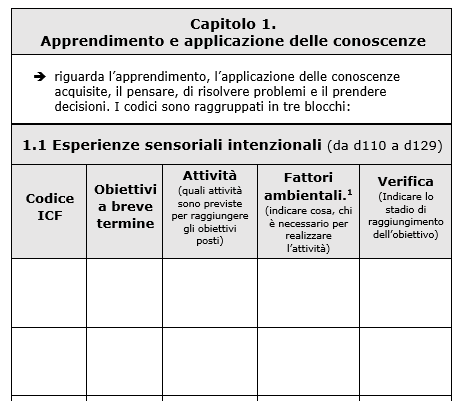 Capitolo 1.
Apprendimento e applicazione delle conoscenze
➔ riguarda l'apprendimento, l'applicazione delle conoscenze
acquisite, il pensare, di risolvere problemi e il prendere
decisioni. I codici sono raggruppati in tre blocchi:
1.1 Esperienze sensoriali intenzionali (da d110 a d129)
Codice
ICF
Obiettivi
a breve
termine
Attività
(quali attività
sono previste
per raggiungere
gli obiettivi
posti)
Fattori
ambientali.¹
(indicare cosa, chi
è necessario per
realizzare
l'attività)
Verifica
(Indicare lo
stadio di
raggiungimento
dell'obiettivo)